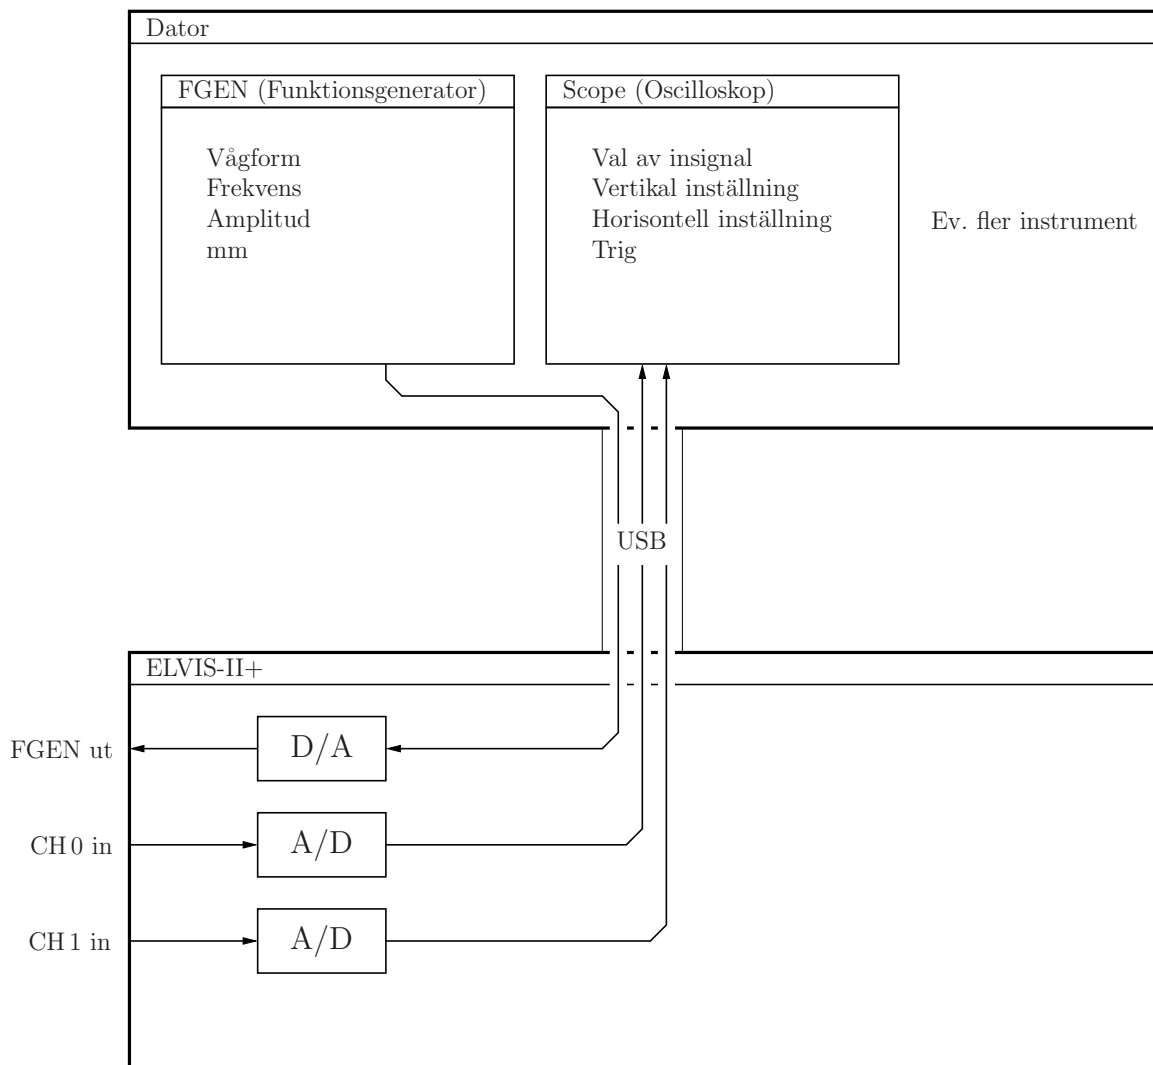 Dator
FGEN (Funktionsgenerator)
Vågform
Frekvens
Amplitud
mm
Scope (Oscilloskop)
Val av insignal
Vertikal inställning
Horisontell inställning
Trig
Ev. fler instrument
USB
ELVIS-II+
FGEN ut
D/A
CH 0 in
A/D
CH 1 in
A/D